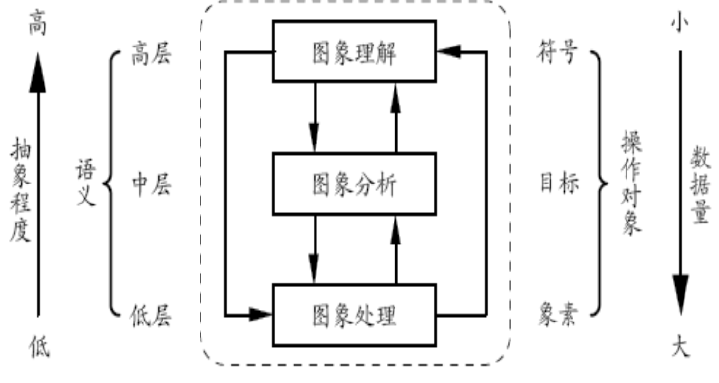 高
小
高层
图象理解
符号
抽象程度
语义
中层
图象分析
目标
操作对象
数据量
低层
图象处理
象素
低
大